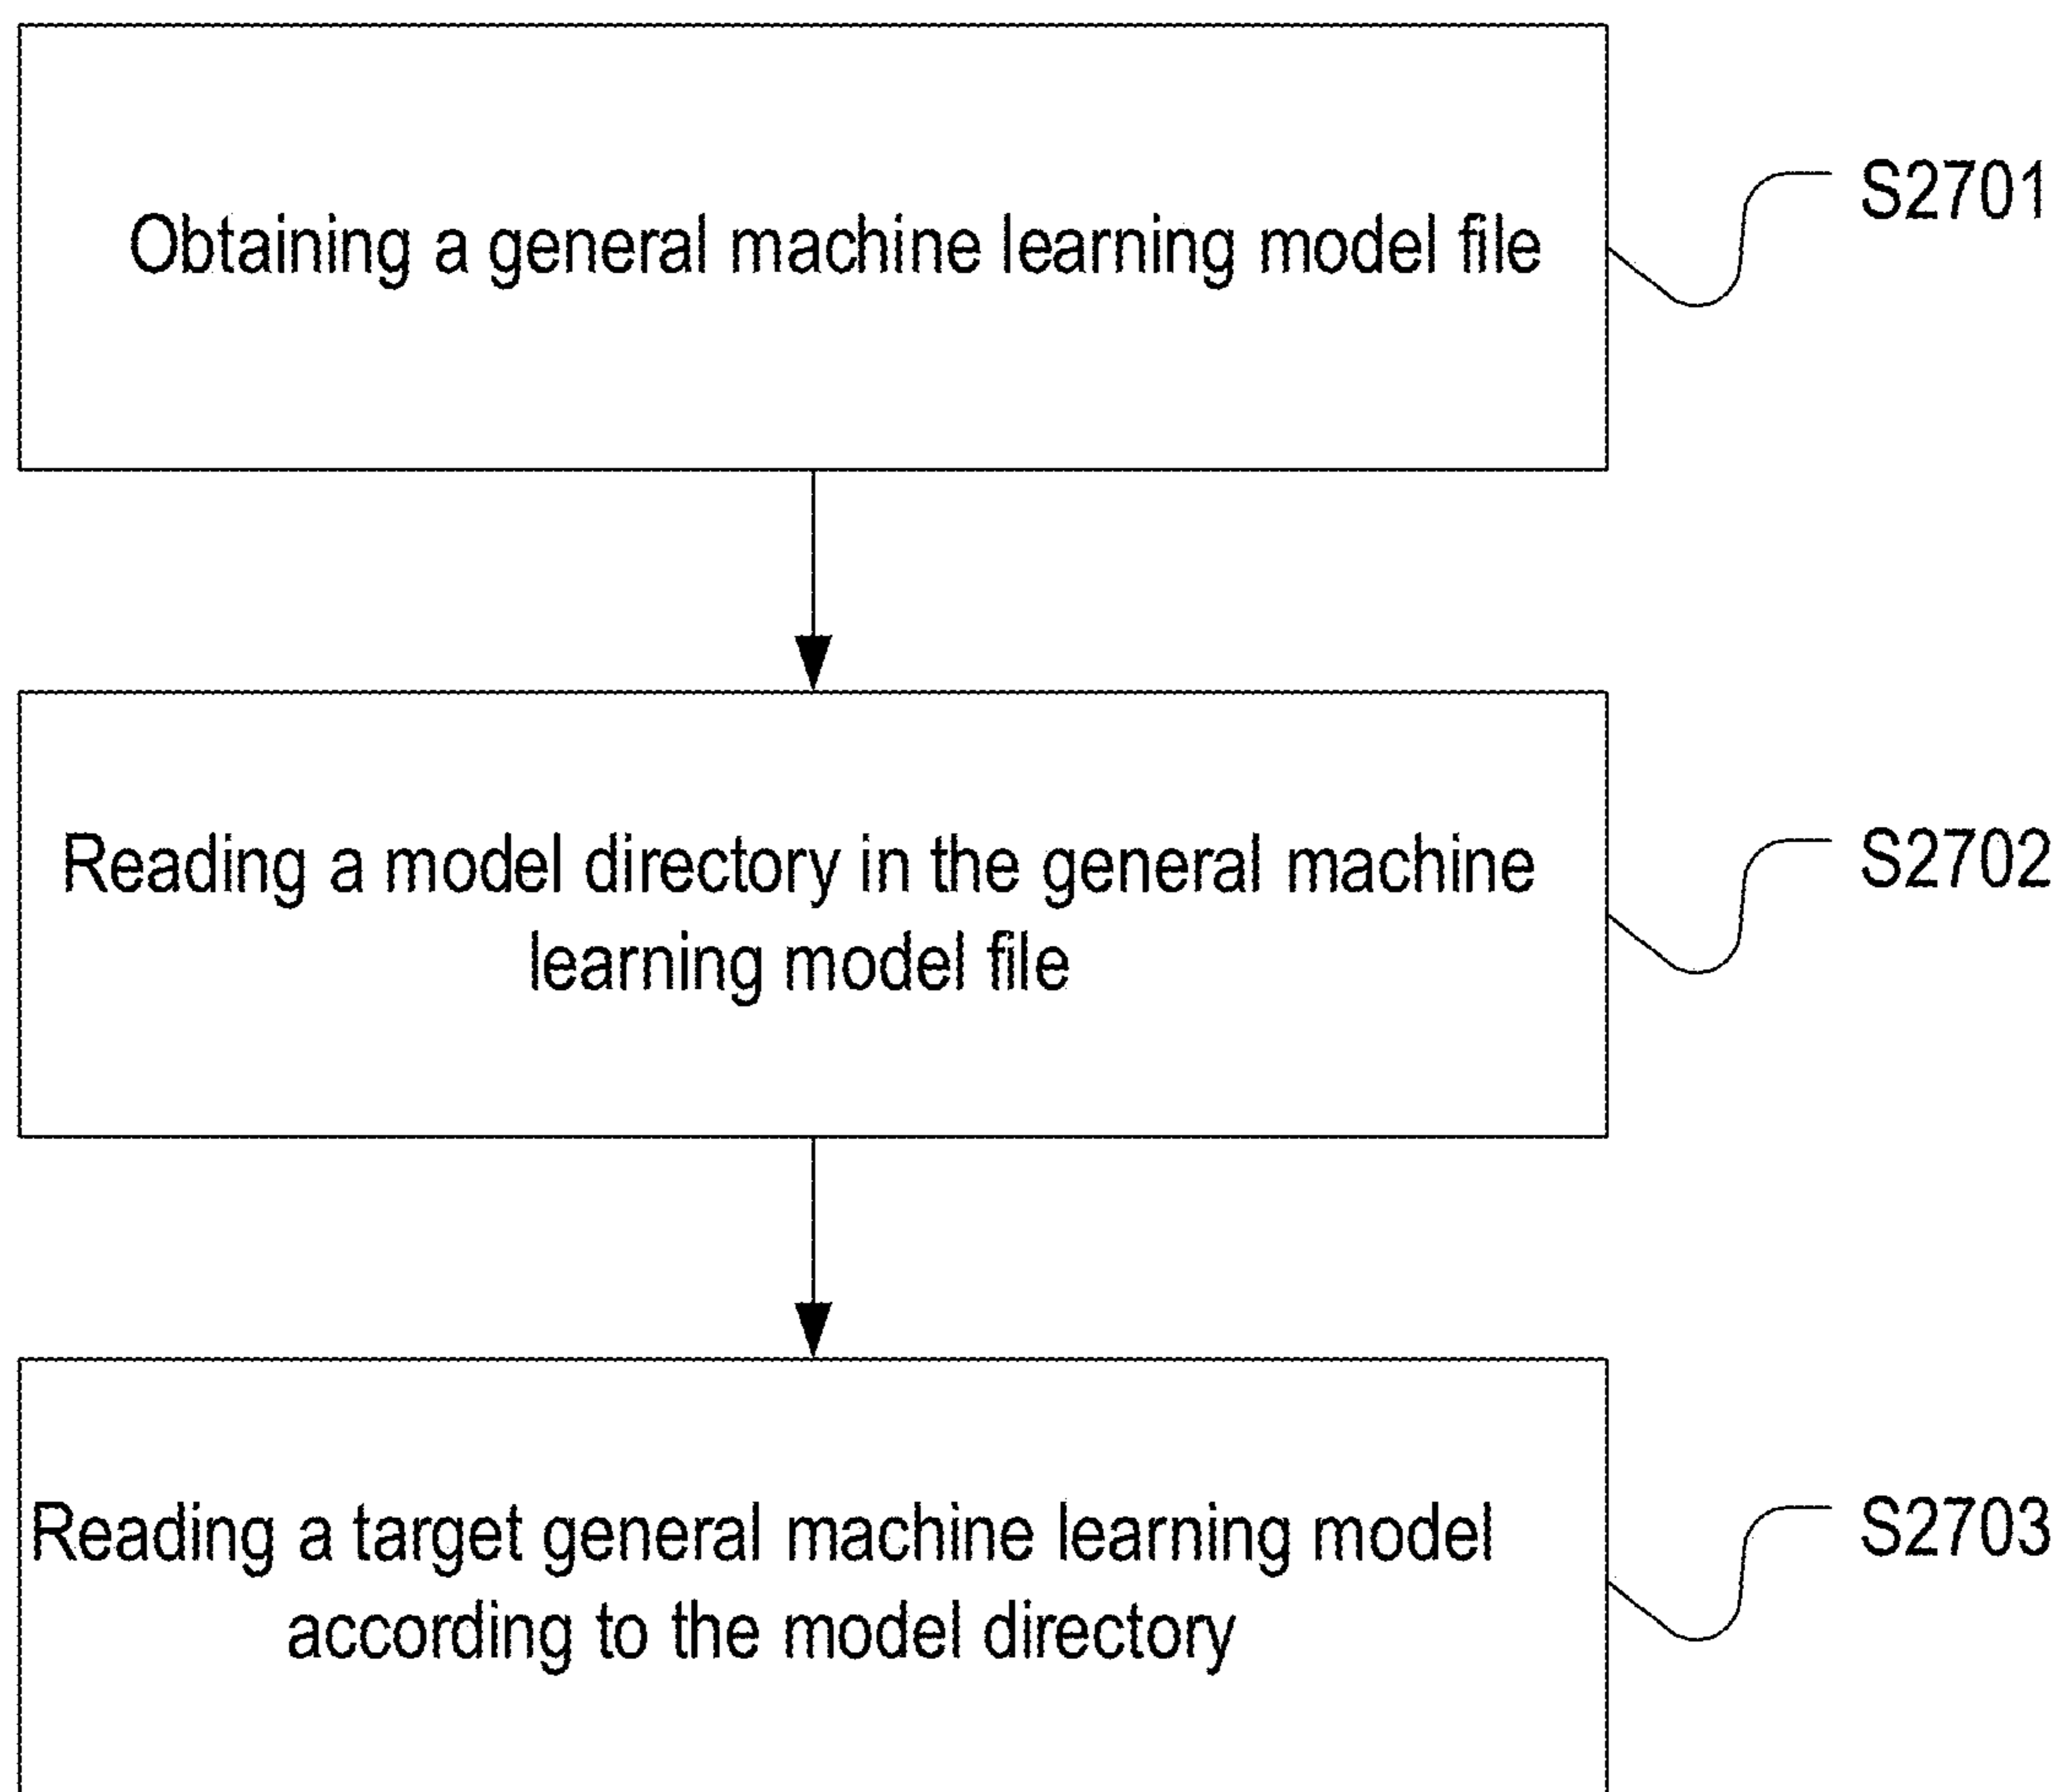 Obtaining a general machine learning model file
S2701
Reading a model directory in the general machine
learning model file
S2702
Reading a target general machine learning model
according to the model directory
S2703